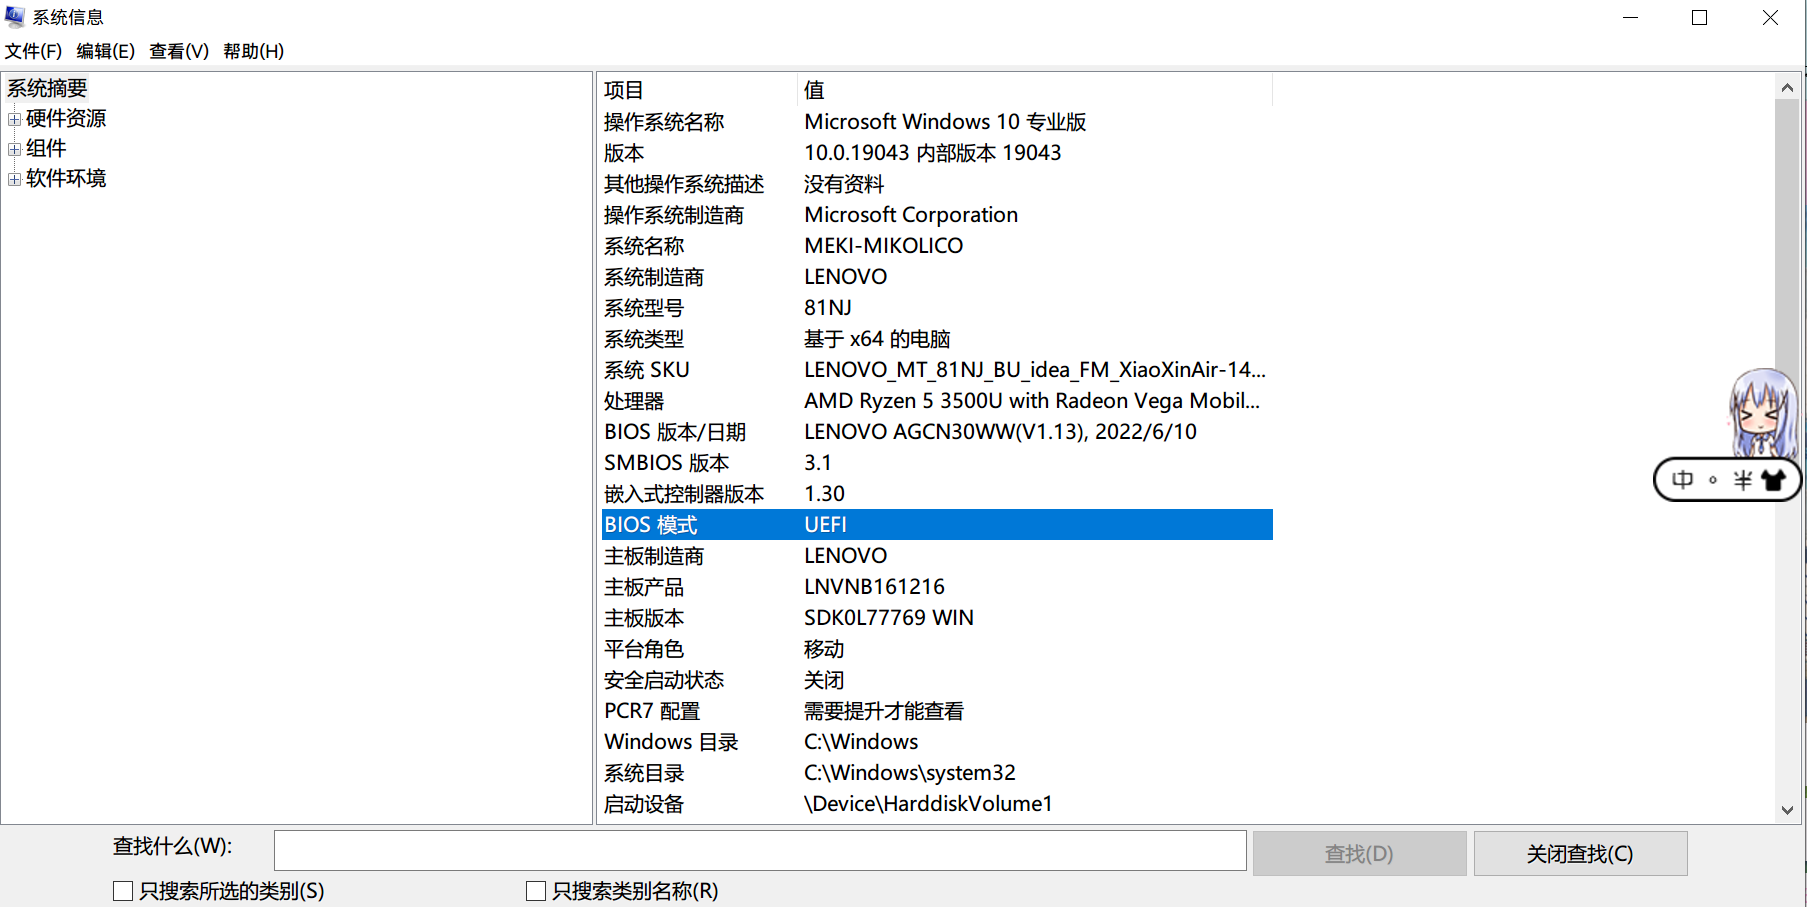 系统信息
文件(F) 编辑(E) 查看(V) 帮助(H)
系统摘要
硬件资源
组件
软件环境
项目 值
操作系统名称 Microsoft Windows 10 专业版
版本 10.0.19043 内部版本 19043
其他操作系统描述 没有资料
操作系统制造商 Microsoft Corporation
系统名称 MEKI-MIKOLICO
系统制造商 LENOVO
系统型号 81NJ
系统类型 基于 x64 的电脑
系统 SKU LENOVO_MT_81NJ_BU_idea_FM_XiaoXinAir-14...
处理器 AMD Ryzen 5 3500U with Radeon Vega Mobil...
BIOS 版本/日期 LENOVO AGCN30WW(V1.13), 2022/6/10
SMBIOS 版本 3.1
嵌入式控制器版本 1.30
BIOS 模式 UEFI
主板制造商 LENOVO
主板产品 LNVNB161216
主板版本 SDK0L77769 WIN
平台角色 移动
安全启动状态 关闭
PCR7 配置 需要提升才能查看
Windows 目录 C:\Windows
系统目录 C:\Windows\system32
启动设备 \Device\HarddiskVolume1
中 。 半
查找什么(W):
查找(D)
关闭查找(C)
只搜索所选的类别(S)
只搜索类别名称(R)